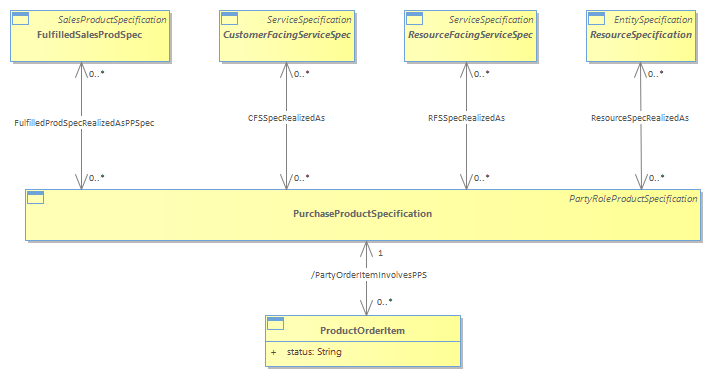 SalesProductSpecification
FulfilledSalesProdSpec
ServiceSpecification
CustomerFacingServiceSpec
ServiceSpecification
ResourceFacingServiceSpec
EntitySpecification
ResourceSpecification
0..*
0..*
0..*
0..*
FulfilledProdSpecRealizedAsPPSpec
CFSSpecRealizedAs
RFSSpecRealizedAs
ResourceSpecRealizedAs
0..*
0..*
0..*
0..*
PartyRoleProductSpecification
PurchaseProductSpecification
1
/PartyOrderItemInvolvesPPS
0..*
ProductOrderItem
+ status: String